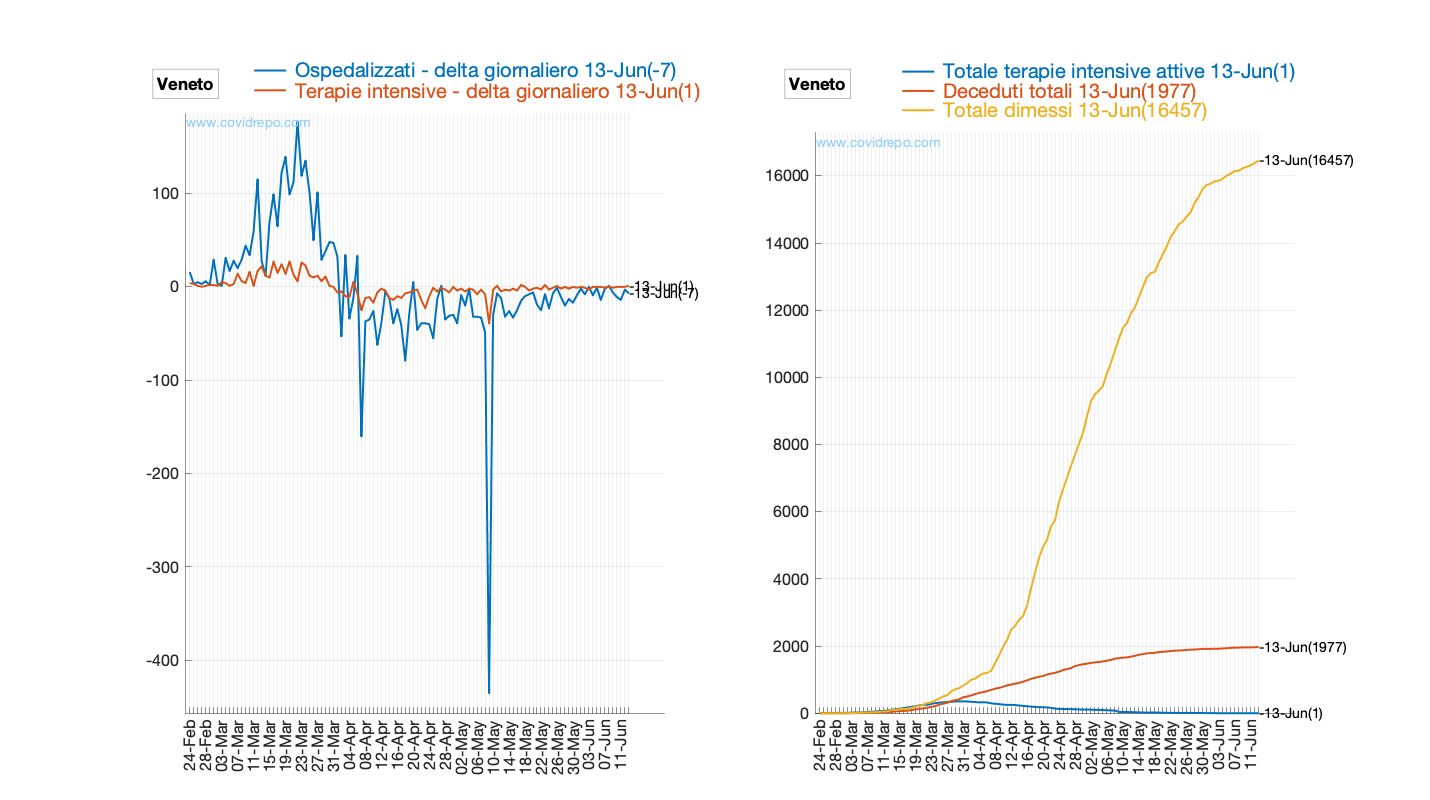 Veneto
Ospedalizzati - delta giornaliero 13-Jun(-7)
Terapie intensive - delta giornaliero 13-Jun(1)
www.covidrepo.com
100
0
-100
-200
-300
-400
-13-Jun(1)
-13-Jun(-7)
24-Feb
28-Feb
03-Mar
07-Mar
11-Mar
15-Mar
19-Mar
23-Mar
27-Mar
31-Mar
04-Apr
08-Apr
12-Apr
16-Apr
20-Apr
24-Apr
28-Apr
02-May
06-May
10-May
14-May
18-May
22-May
26-May
30-May
03-Jun
07-Jun
11-Jun
Veneto
Totale terapie intensive attive 13-Jun(1)
Deceduti totali 13-Jun(1977)
Totale dimessi 13-Jun(16457)
www.covidrepo.com
16000
14000
12000
10000
8000
6000
4000
2000
0
-13-Jun(16457)
-13-Jun(1977)
-13-Jun(1)
24-Feb
28-Feb
03-Mar
07-Mar
11-Mar
15-Mar
19-Mar
23-Mar
27-Mar
31-Mar
04-Apr
08-Apr
12-Apr
16-Apr
20-Apr
24-Apr
28-Apr
02-May
06-May
10-May
14-May
18-May
22-May
26-May
30-May
03-Jun
07-Jun
11-Jun